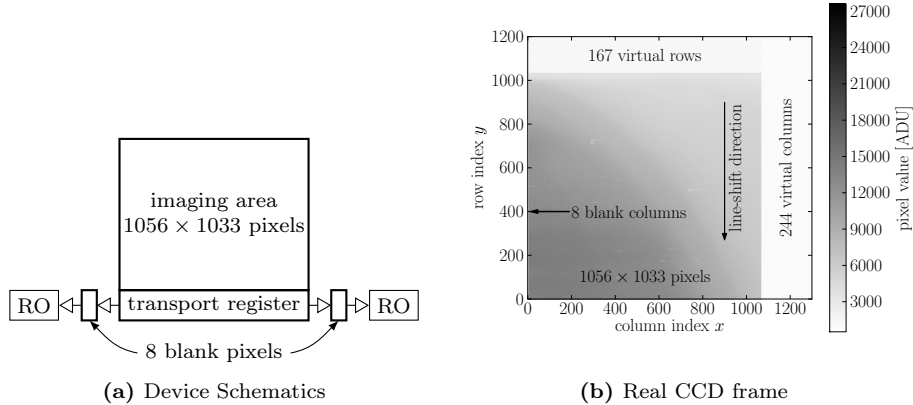 imaging area
1056 × 1033 pixels
RO
transport register
RO
8 blank pixels
(a) Device Schematics
1200
1000
800
600
400
200
0
row index y
167 virtual rows
line-shift direction
8 blank columns
1056 × 1033 pixels
244 virtual columns
0 200 400 600 800 1000 1200
column index x
27000
24000
21000
18000
15000
12000
9000
6000
3000
pixel value [ADU]
(b) Real CCD frame